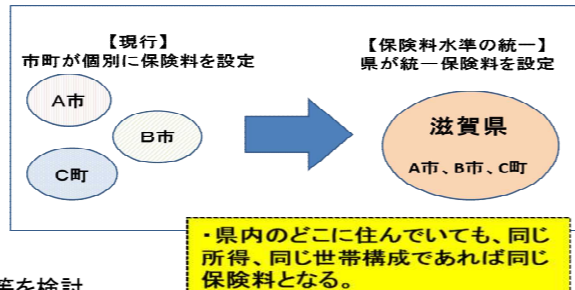 【現行】
市町が個別に保険料を設定
【保険料水準の統一】
県が統一保険料を設定
A市
B市
C町
滋賀県
A市、B市、C町
・県内のどこに住んでいても、同じ
所得、同じ世帯構成であれば同じ
保険料となる。
等を検討